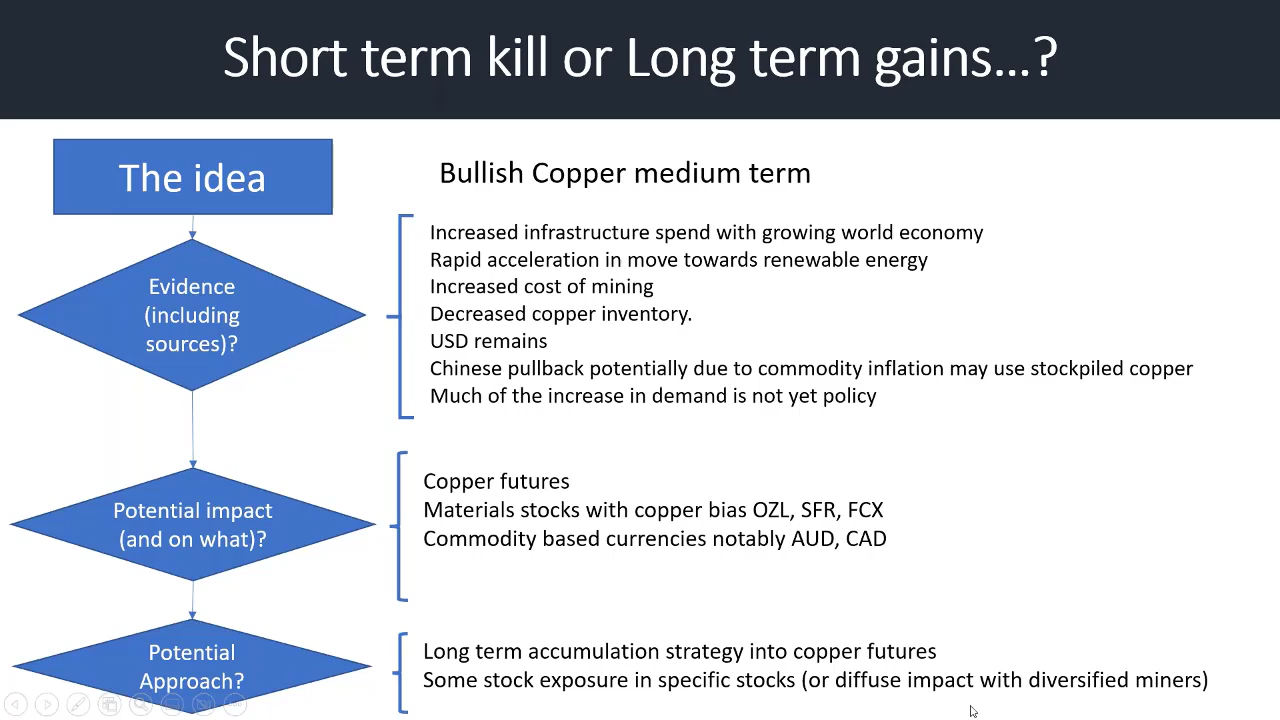 Short term kill or Long term gains...?
The idea
Bullish Copper medium term
Evidence
(including
sources)?
Increased infrastructure spend with growing world economy
Rapid acceleration in move towards renewable energy
Increased cost of mining
Decreased copper inventory.
USD remains
Chinese pullback potentially due to commodity inflation may use stockpiled copper
Much of the increase in demand is not yet policy
Potential impact
(and on what)?
Copper futures
Materials stocks with copper bias OZL, SFR, FCX
Commodity based currencies notably AUD, CAD
Potential
Approach?
Long term accumulation strategy into copper futures
Some stock exposure in specific stocks (or diffuse impact with diversified miners)